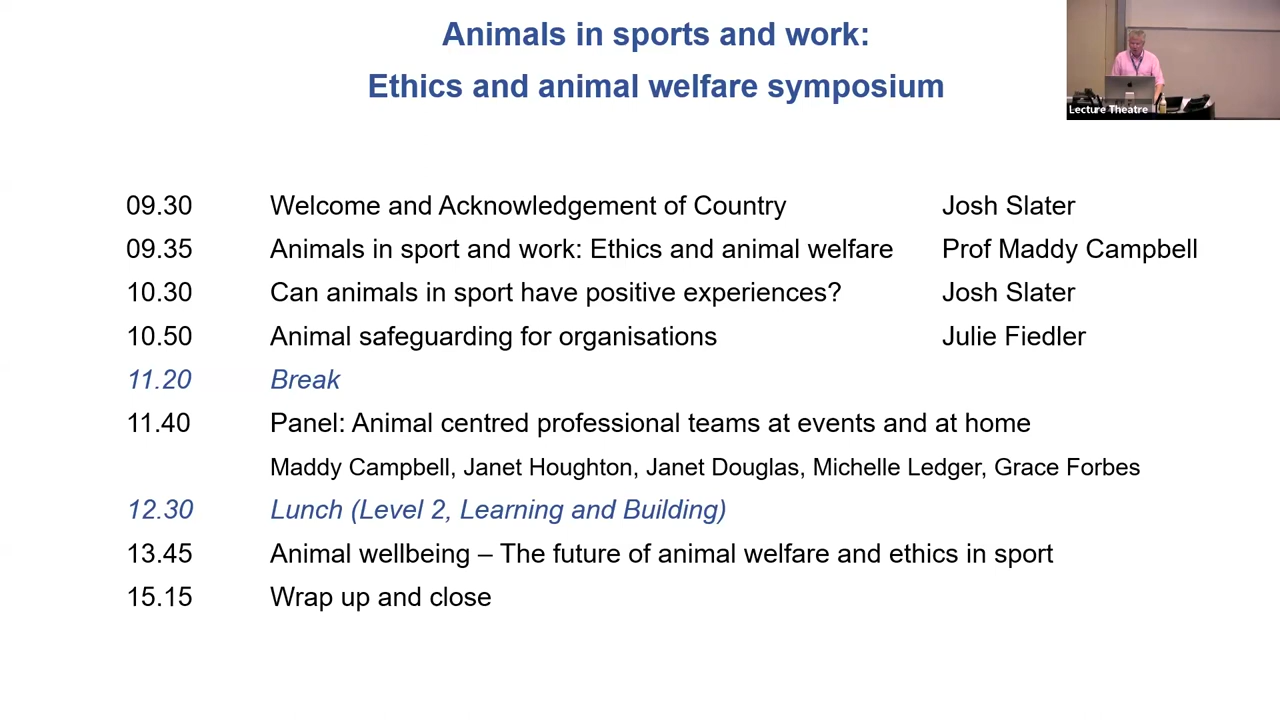 Animals in sports and work:
Ethics and animal welfare symposium
Lecture Theatre
09.30 Welcome and Acknowledgement of Country Josh Slater
09.35 Animals in sport and work: Ethics and animal welfare Prof Maddy Campbell
10.30 Can animals in sport have positive experiences? Josh Slater
10.50 Animal safeguarding for organisations Julie Fiedler
11.20 Break
11.40 Panel: Animal centred professional teams at events and at home
Maddy Campbell, Janet Houghton, Janet Douglas, Michelle Ledger, Grace Forbes
12.30 Lunch (Level 2, Learning and Building)
13.45 Animal wellbeing – The future of animal welfare and ethics in sport
15.15 Wrap up and close